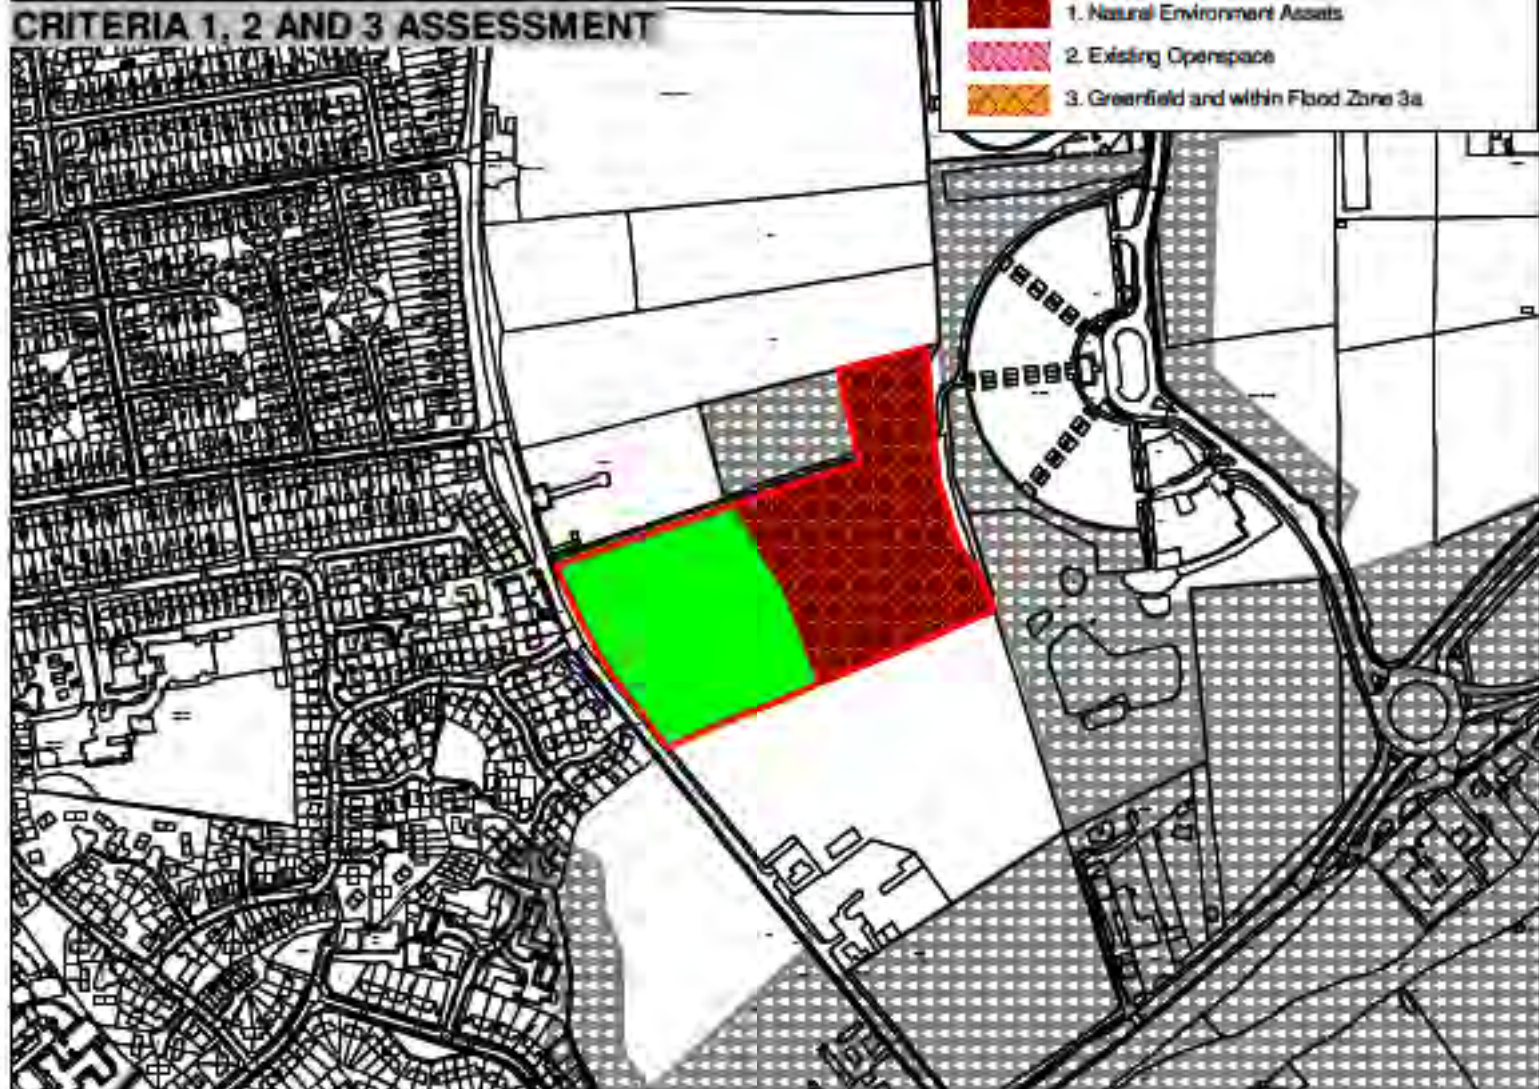 CRITERIA 1, 2 AND 3 ASSESSMENT
1. Natural Environment Assets
2. Existing Openspace
3. Greenfield and within Flood Zone 3a